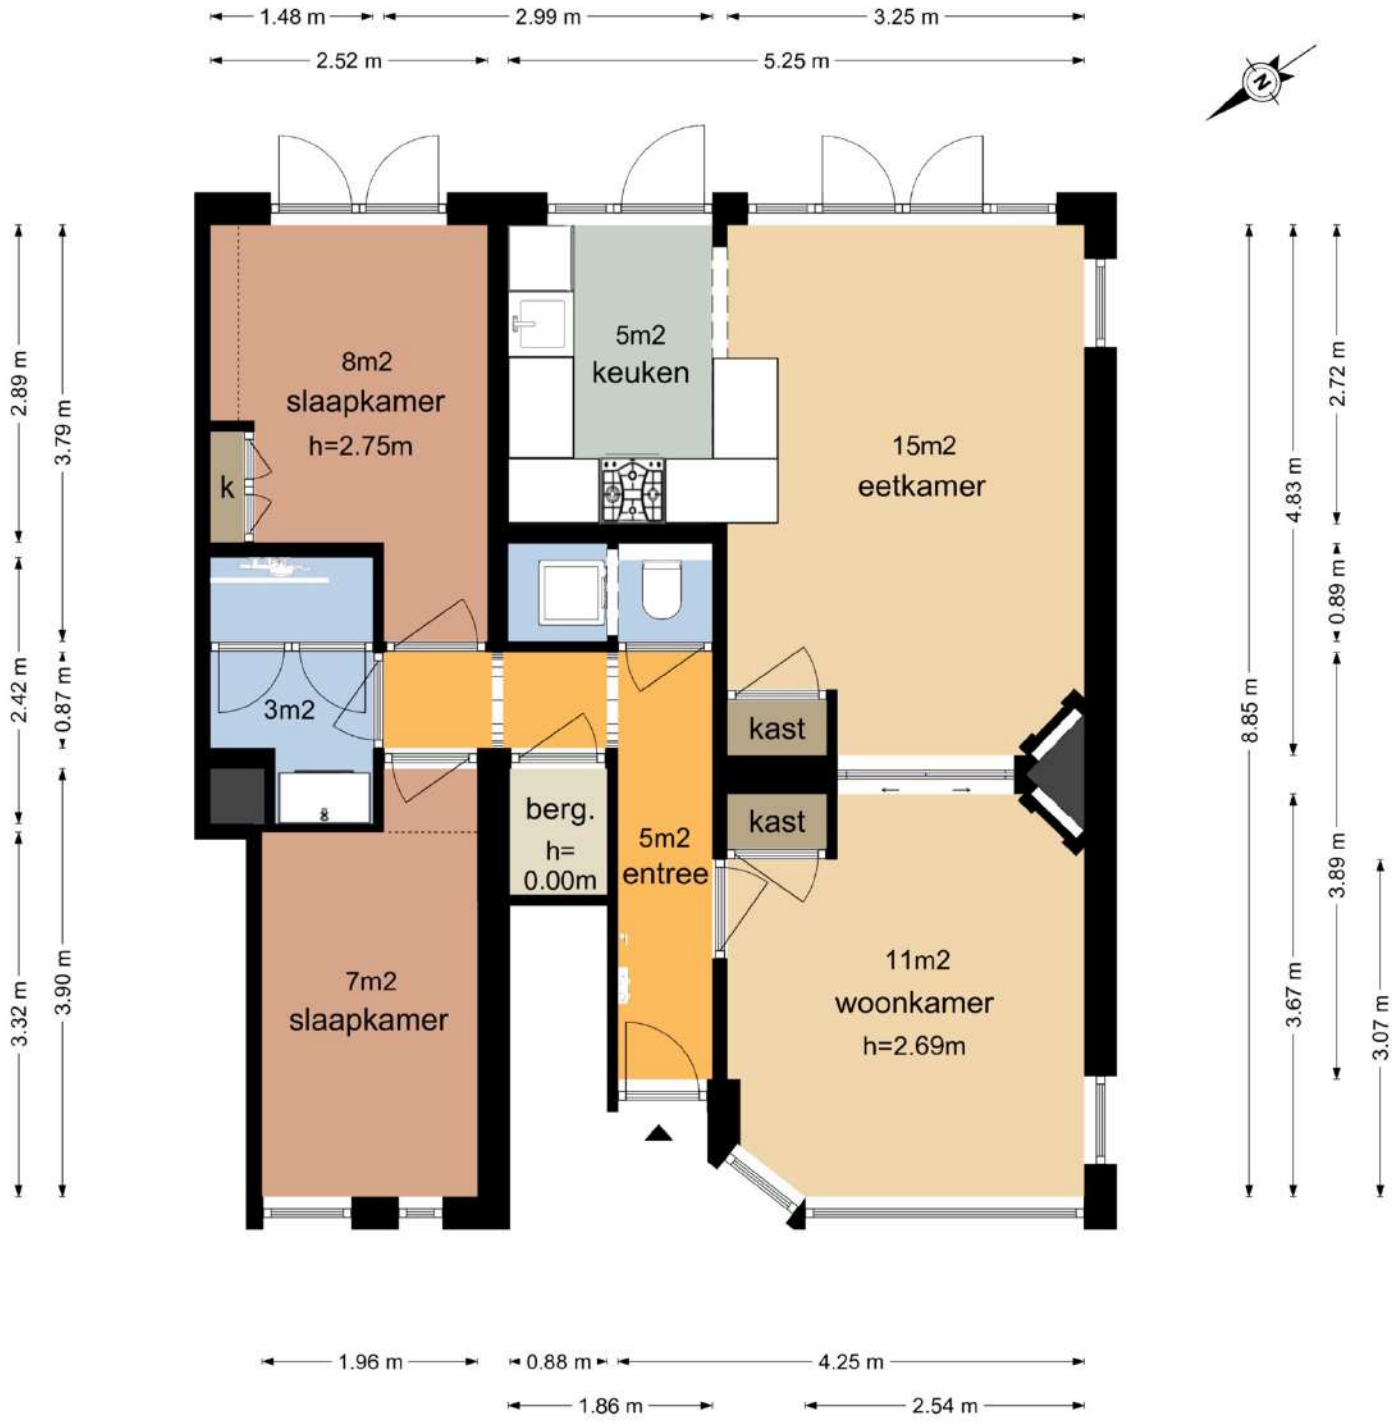 1.48 m
2.99 m
3.25 m
2.52 m
5.25 m
N
2.89 m
3.79 m
2.42 m
0.87 m
3.32 m
3.90 m
8m2
slaapkamer
h=2.75m
k
5m2
keuken
15m2
eetkamer
3m2
kast
kast
berg.
h=
0.00m
5m2
entree
7m2
slaapkamer
11m2
woonkamer
h=2.69m
8.85 m
4.83 m
2.72 m
0.89 m
3.89 m
3.67 m
3.07 m
1.96 m
0.88 m
4.25 m
1.86 m
2.54 m